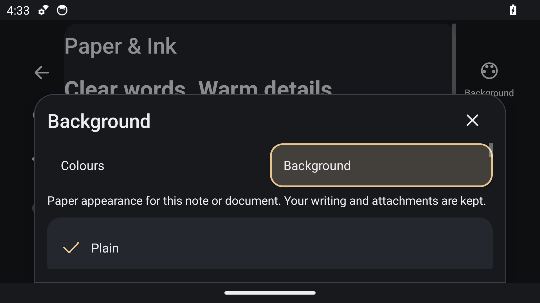 4:33
Paper & Ink
Clear words. Warm details.
Background
Background
Colours
Background
Paper appearance for this note or document. Your writing and attachments are kept.
Plain